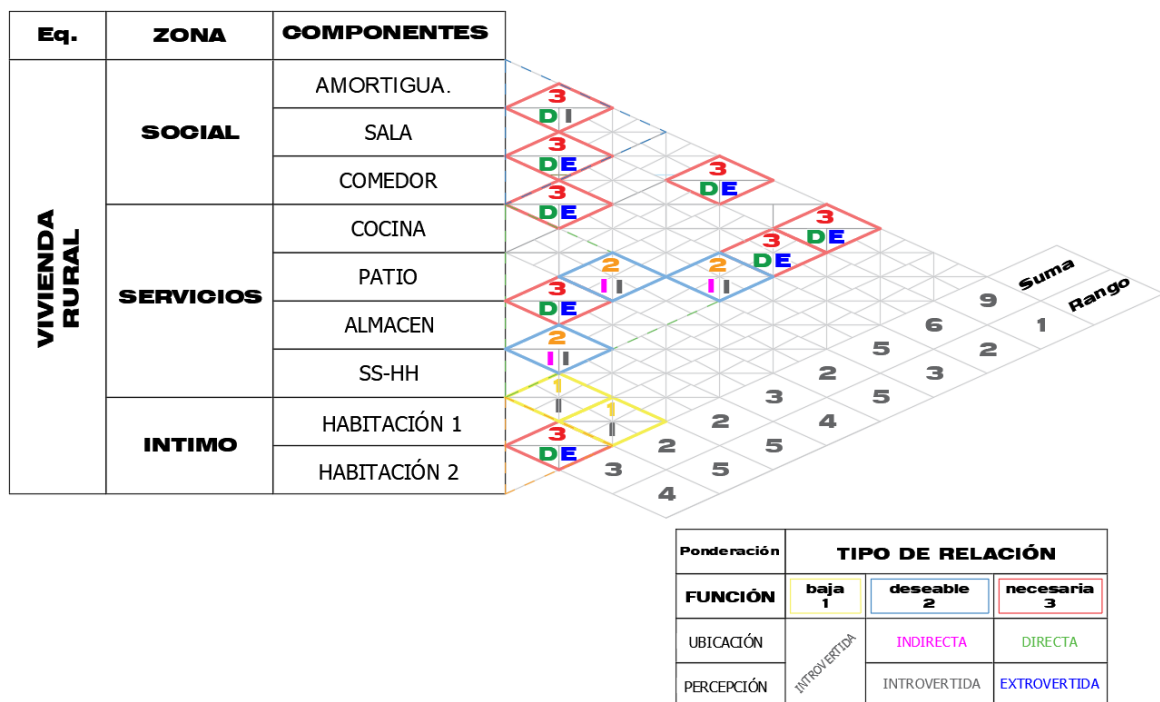 Eq. ZONA COMPONENTES
VIVIENDA RURAL
SOCIAL
AMORTIGUA.
SALA
COMEDOR
SERVICIOS
COCINA
PATIO
ALMACEN
SS-HH
INTIMO
HABITACIÓN 1
HABITACIÓN 2
3
D I
3
D E
3
D E
3
D E
3
D E
3
D E
2
I I
2
I I
3
D E
2
I I
1
I I
1
I I
3
D E
Suma
Rango
9 1
6 2
5 3
2 5
3 4
2 5
2 5
3 4
Ponderación TIPO DE RELACIÓN
FUNCIÓN
baja
1
deseable
2
necesaria
3
UBICACIÓN INTROVERTIDA INDIRECTA DIRECTA
PERCEPCIÓN INTROVERTIDA EXTROVERTIDA